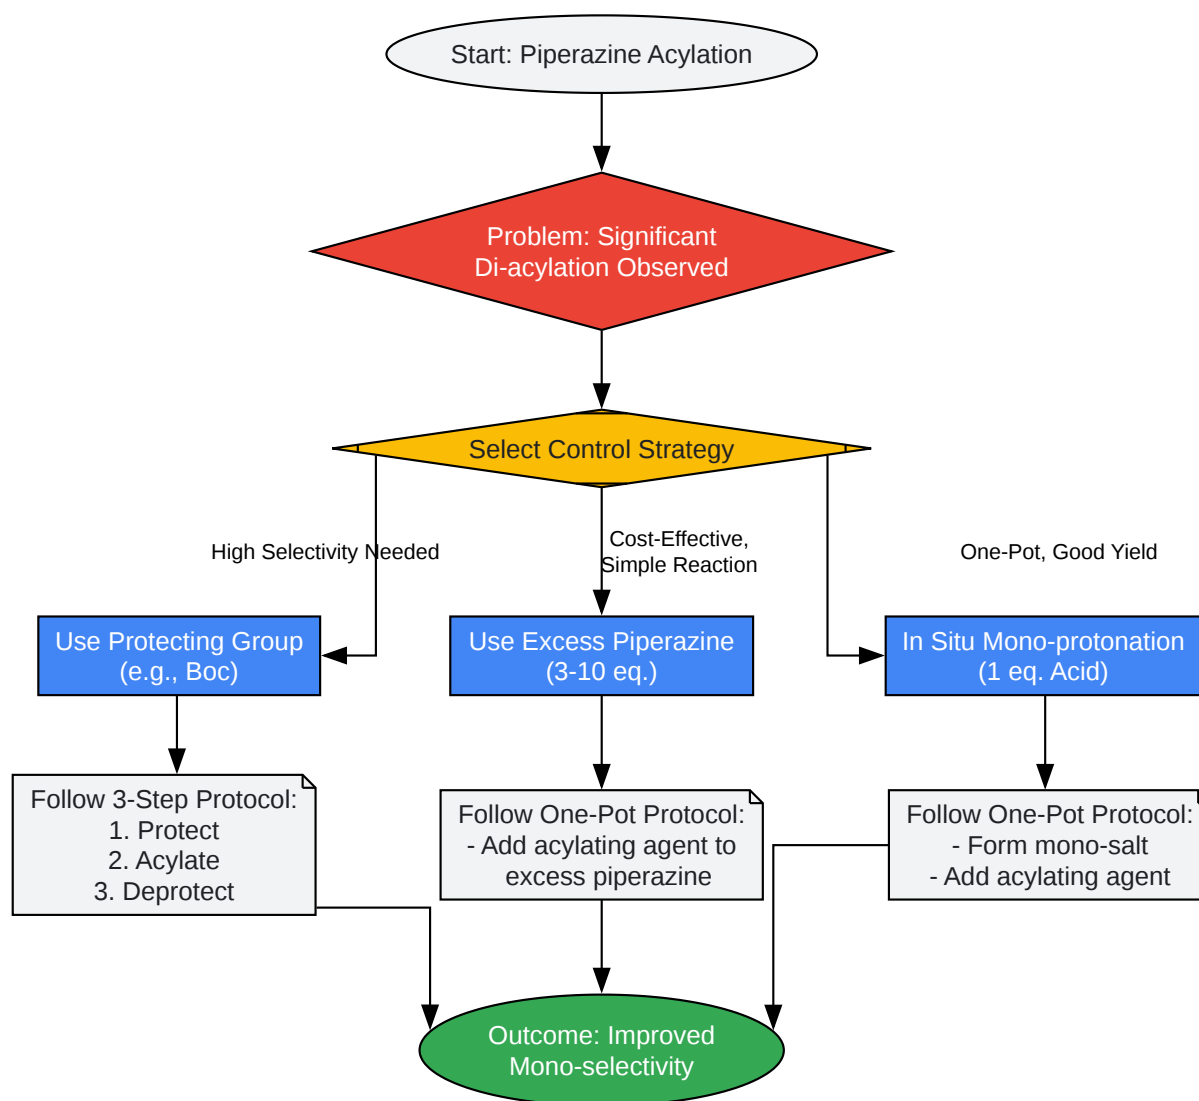 Start: Piperazine Acylation
Problem: Significant
Di-acylation Observed
Select Control Strategy
High Selectivity Needed
Cost-Effective,
Simple Reaction
One-Pot, Good Yield
Use Protecting Group
(e.g., Boc)
Use Excess Piperazine
(3-10 eq.)
In Situ Mono-protonation
(1 eq. Acid)
Follow 3-Step Protocol:
1. Protect
2. Acylate
3. Deprotect
Follow One-Pot Protocol:
- Add acylating agent to
excess piperazine
Follow One-Pot Protocol:
- Form mono-salt
- Add acylating agent
Outcome: Improved
Mono-selectivity